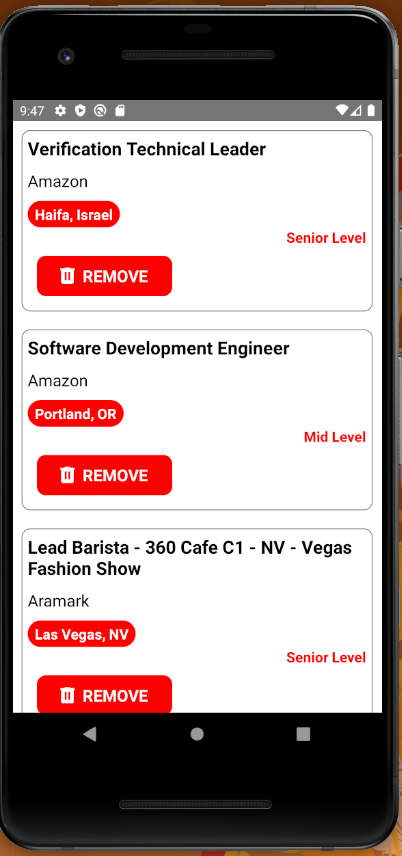 9:47
Verification Technical Leader
Amazon
Haifa, Israel
Senior Level
REMOVE
Software Development Engineer
Amazon
Portland, OR
Mid Level
REMOVE
Lead Barista - 360 Cafe C1 - NV - Vegas
Fashion Show
Aramark
Las Vegas, NV
Senior Level
REMOVE